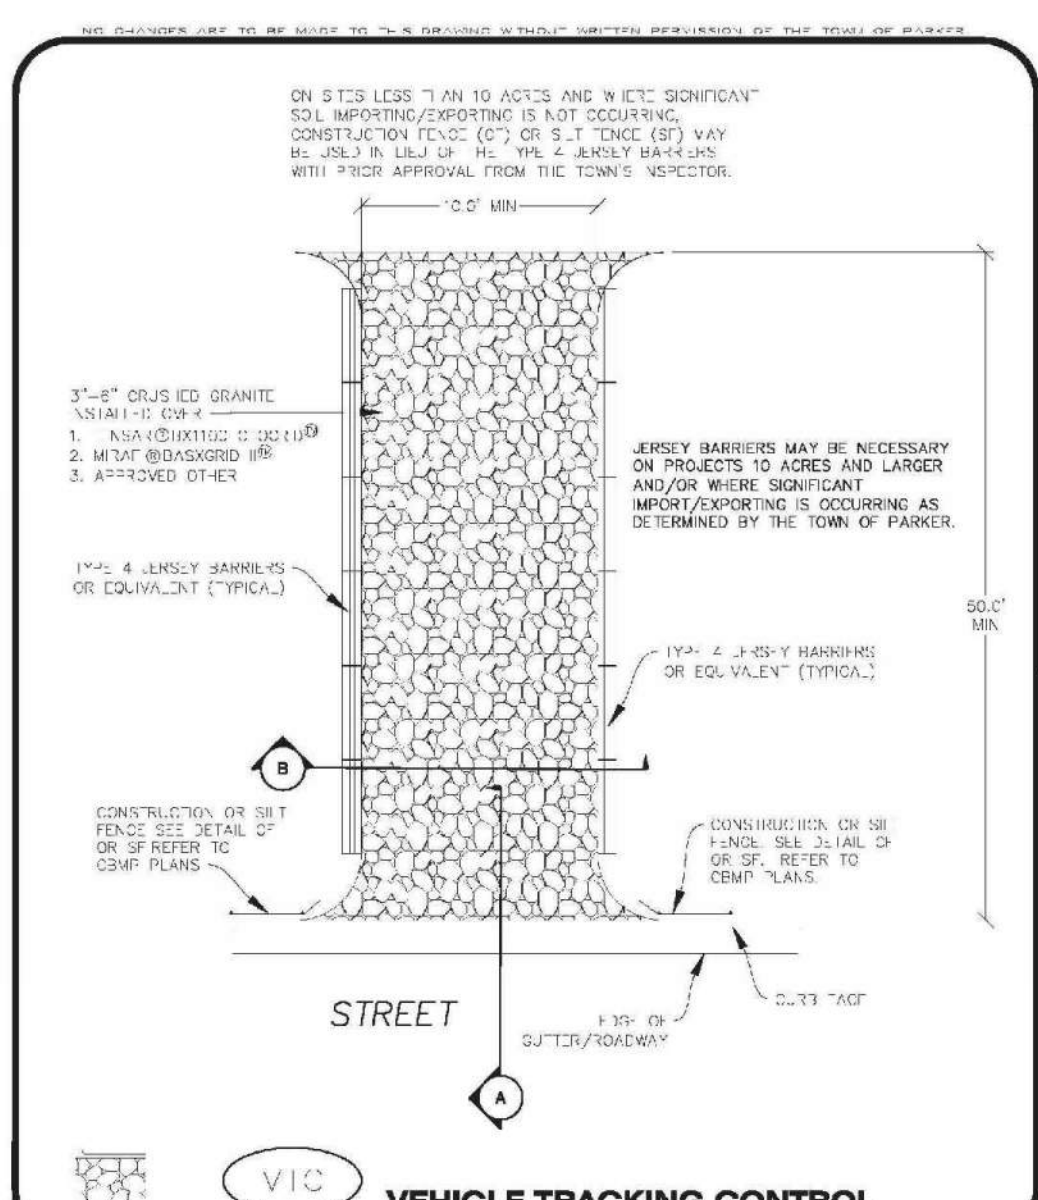 NO CHANGES ARE TO BE MADE TO THIS DRAWING WITHOUT WRITTEN PERMISSION OF THE TOWN OF PARKER
ON SITES LESS THAN 10 ACRES AND WHERE SIGNIFICANT
SOIL IMPORTING/EXPORTING IS NOT OCCURRING,
CONSTRUCTION FENCE (CF) OR SILT FENCE (SF) MAY
BE USED IN LIEU OF THE TYPE 4 JERSEY BARRIERS
WITH PRIOR APPROVAL FROM THE TOWN'S INSPECTOR.
10.0' MIN
3"-6" CRUSHED GRANITE
INSTALLED OVER
1. TENSAR® BX1100 GEOGRID
2. MIRAFI® BASXGRID II
3. APPROVED OTHER
JERSEY BARRIERS MAY BE NECESSARY
ON PROJECTS 10 ACRES AND LARGER
AND/OR WHERE SIGNIFICANT
IMPORT/EXPORTING IS OCCURRING AS
DETERMINED BY THE TOWN OF PARKER.
TYPE 4 JERSEY BARRIERS
OR EQUIVALENT (TYPICAL)
50.0'
MIN
TYPE 4 JERSEY BARRIERS
OR EQUIVALENT (TYPICAL)
B
CONSTRUCTION OR SILT
FENCE SEE DETAIL CF
OR SF REFER TO
CBMP PLANS
CONSTRUCTION OR SILT
FENCE. SEE DETAIL CF
OR SF. REFER TO
CBMP PLANS.
CURB FACE
STREET
EDGE OF
GUTTER/ROADWAY
A
VTC
VEHICLE TRACKING CONTROL